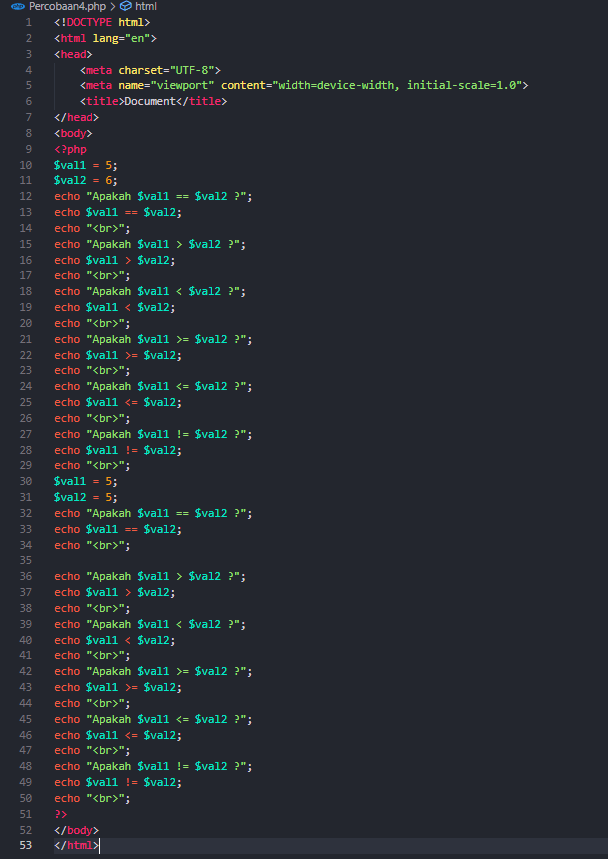 Percobaan4.php > html
1 <!DOCTYPE html>
2 <html lang="en">
3 <head>
4     <meta charset="UTF-8">
5     <meta name="viewport" content="width=device-width, initial-scale=1.0">
6     <title>Document</title>
7 </head>
8 <body>
9 <?php
10 $val1 = 5;
11 $val2 = 6;
12 echo "Apakah $val1 == $val2 ?";
13 echo $val1 == $val2;
14 echo "<br>";
15 echo "Apakah $val1 > $val2 ?";
16 echo $val1 > $val2;
17 echo "<br>";
18 echo "Apakah $val1 < $val2 ?";
19 echo $val1 < $val2;
20 echo "<br>";
21 echo "Apakah $val1 >= $val2 ?";
22 echo $val1 >= $val2;
23 echo "<br>";
24 echo "Apakah $val1 <= $val2 ?";
25 echo $val1 <= $val2;
26 echo "<br>";
27 echo "Apakah $val1 != $val2 ?";
28 echo $val1 != $val2;
29 echo "<br>";
30 $val1 = 5;
31 $val2 = 5;
32 echo "Apakah $val1 == $val2 ?";
33 echo $val1 == $val2;
34 echo "<br>";
35
36 echo "Apakah $val1 > $val2 ?";
37 echo $val1 > $val2;
38 echo "<br>";
39 echo "Apakah $val1 < $val2 ?";
40 echo $val1 < $val2;
41 echo "<br>";
42 echo "Apakah $val1 >= $val2 ?";
43 echo $val1 >= $val2;
44 echo "<br>";
45 echo "Apakah $val1 <= $val2 ?";
46 echo $val1 <= $val2;
47 echo "<br>";
48 echo "Apakah $val1 != $val2 ?";
49 echo $val1 != $val2;
50 echo "<br>";
51 ?>
52 </body>
53 </html>